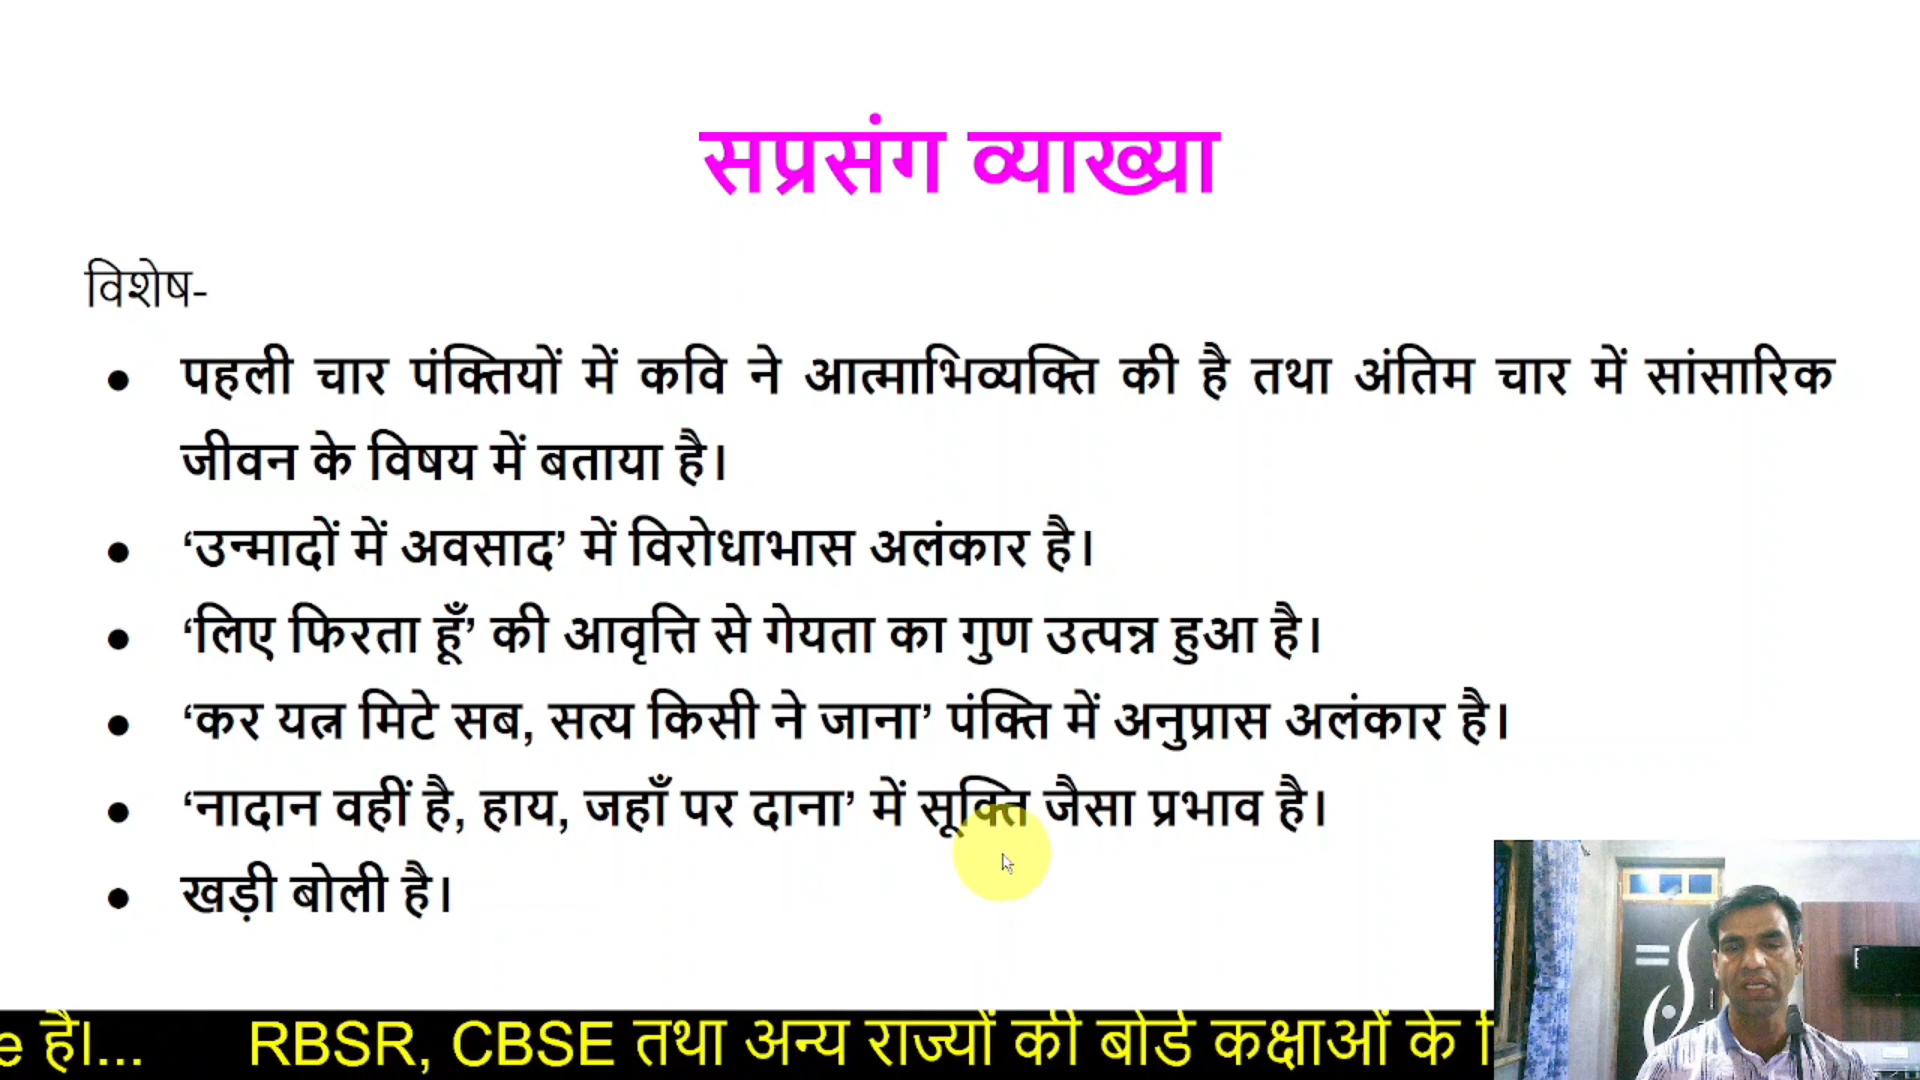 सप्रसंग व्याख्या
विशेष-
● पहली चार पंक्तियों में कवि ने आत्माभिव्यक्ति की है तथा अंतिम चार में सांसारिक
जीवन के विषय में बताया है।
● ‘उन्मादों में अवसाद’ में विरोधाभास अलंकार है।
● ‘लिए फिरता हूँ’ की आवृत्ति से गेयता का गुण उत्पन्न हुआ है।
● ‘कर यत्न मिटे सब, सत्य किसी ने जाना’ पंक्ति में अनुप्रास अलंकार है।
● ‘नादान वहीं है, हाय, जहाँ पर दाना’ में सूक्ति जैसा प्रभाव है।
● खड़ी बोली है।
e है।... RBSR, CBSE तथा अन्य राज्यों की बोर्ड कक्षाओं के